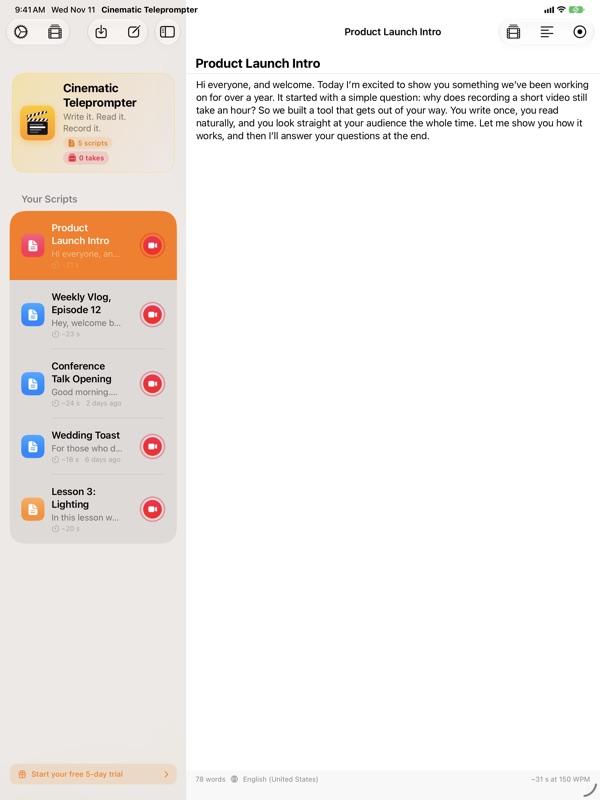 9:41 AM Wed Nov 11 Cinematic Teleprompter
Cinematic
Teleprompter
Write it. Read it.
Record it.
5 scripts
0 takes
Your Scripts
Product
Launch Intro
Hi everyone, an...
~31 s
Weekly Vlog,
Episode 12
Hey, welcome b...
~23 s
Conference
Talk Opening
Good morning....
~24 s 2 days ago
Wedding Toast
For those who d...
~18 s 6 days ago
Lesson 3:
Lighting
In this lesson w...
~20 s
Start your free 5-day trial
Product Launch Intro
Product Launch Intro
Hi everyone, and welcome. Today I’m excited to show you something we’ve been working
on for over a year. It started with a simple question: why does recording a short video still
take an hour? So we built a tool that gets out of your way. You write once, you read
naturally, and you look straight at your audience the whole time. Let me show you how it
works, and then I’ll answer your questions at the end.
78 words English (United States)
~31 s at 150 WPM